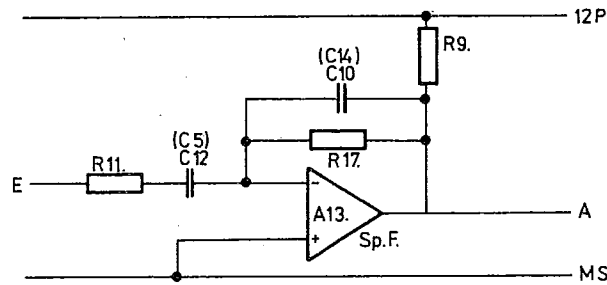 12P
R9.
(C14)
C10
(C5)
C12
R11.
R17.
E
−
A13.
+
Sp.F.
A
MS